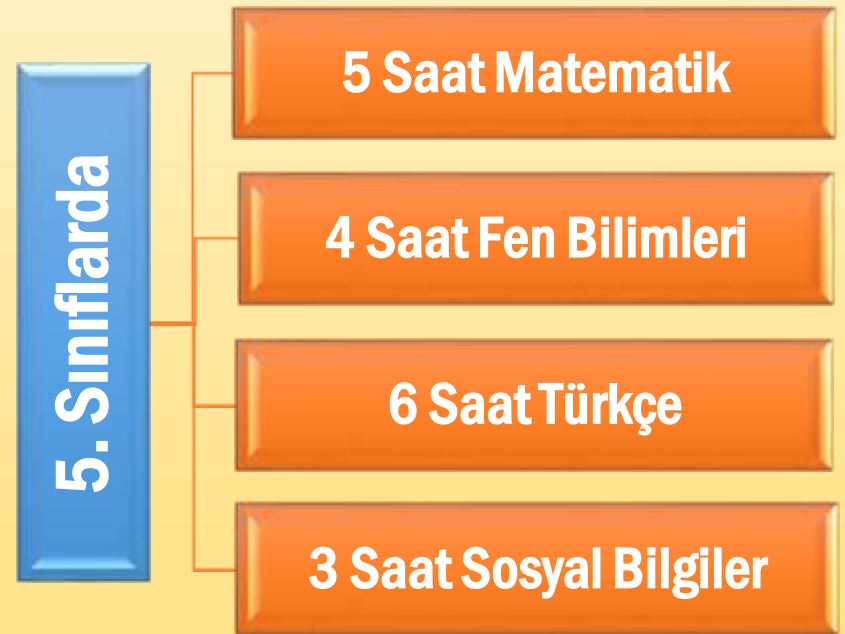 5. Sınıflarda
5 Saat Matematik
4 Saat Fen Bilimleri
6 Saat Türkçe
3 Saat Sosyal Bilgiler